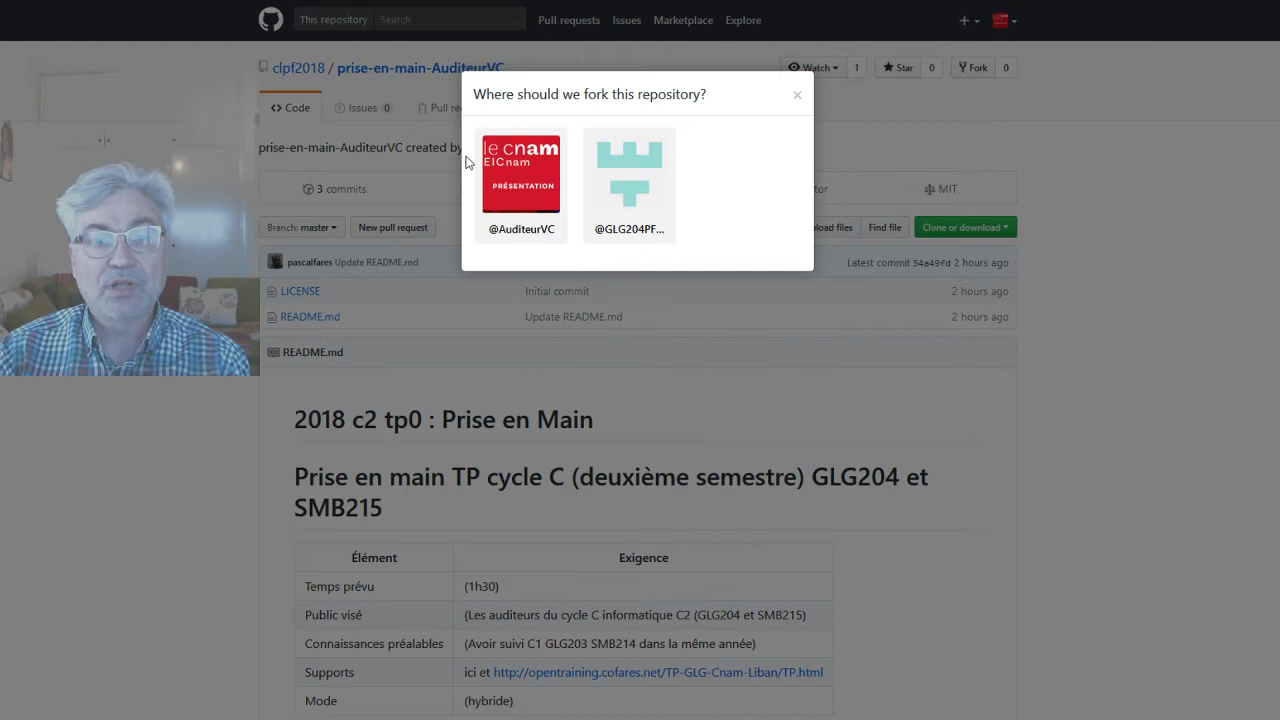 This repository Search Pull requests Issues Marketplace Explore
clpf2018 / prise-en-main-AuditeurVC Watch 1 Star 0 Fork 0
Where should we fork this repository?
Code Issues 0 Pull re
prise-en-main-AuditeurVC created by
le cnam
EICnam
PRÉSENTATION
@AuditeurVC @GLG204PF...
3 commits tor MIT
Branch: master New pull request load files Find file Clone or download
pascalfares Update README.md Latest commit 54a49fd 2 hours ago
LICENSE Initial commit 2 hours ago
README.md Update README.md 2 hours ago
README.md
2018 c2 tp0 : Prise en Main
Prise en main TP cycle C (deuxième semestre) GLG204 et
SMB215
Élément Exigence
Temps prévu (1h30)
Public visé (Les auditeurs du cycle C informatique C2 (GLG204 et SMB215)
Connaissances préalables (Avoir suivi C1 GLG203 SMB214 dans la même année)
Supports ici et http://opentraining.cofares.net/TP-GLG-Cnam-Liban/TP.html
Mode (hybride)